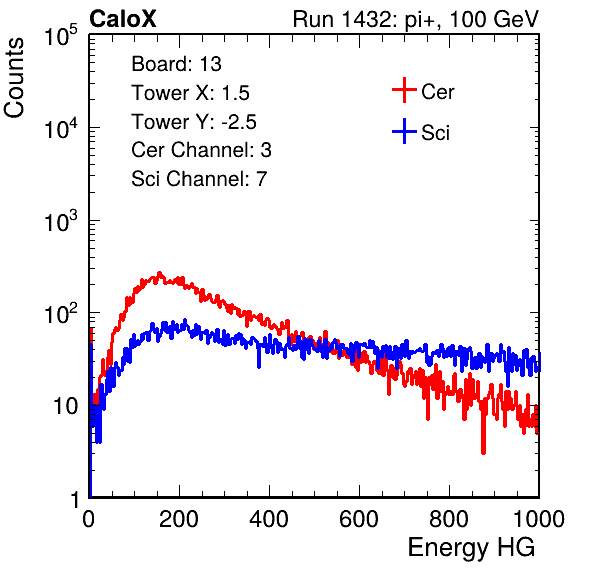 CaloX Run 1432: pi+, 100 GeV
Counts
10^5
10^4
10^3
10^2
10
1
Board: 13
Tower X: 1.5
Tower Y: -2.5
Cer Channel: 3
Sci Channel: 7
Cer
Sci
0 200 400 600 800 1000
Energy HG